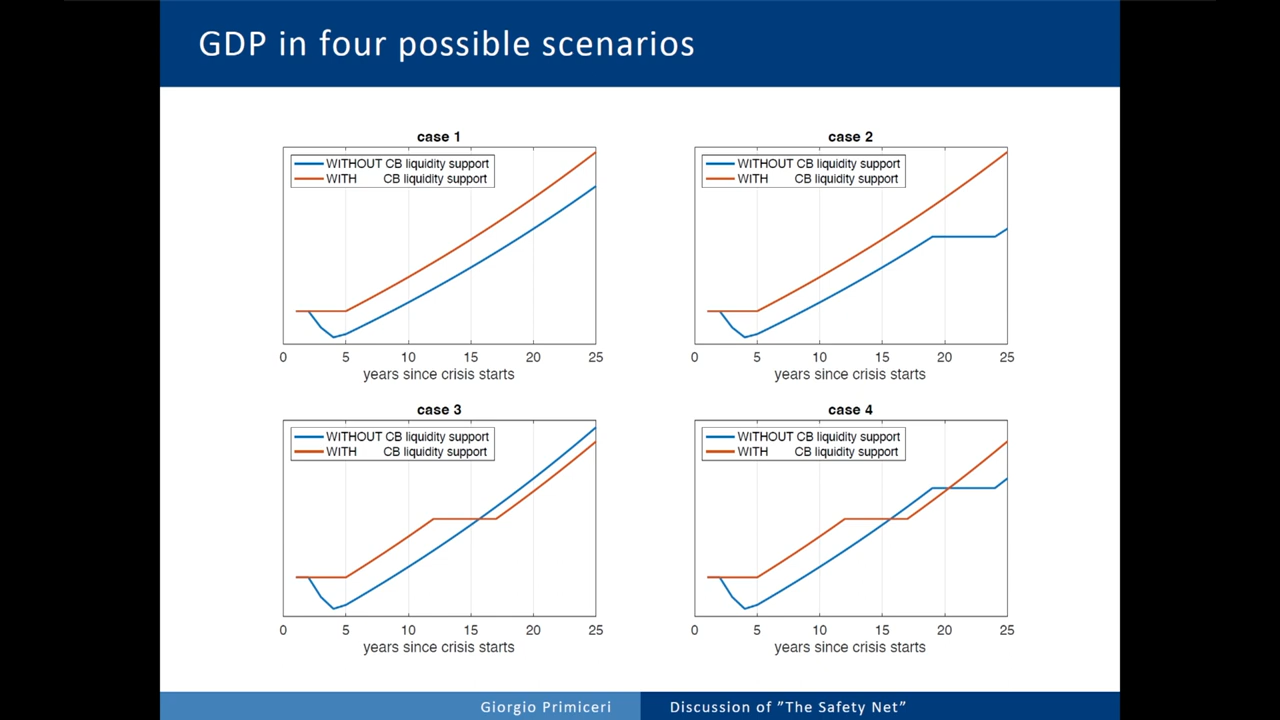 GDP in four possible scenarios
case 1
WITHOUT CB liquidity support
WITH CB liquidity support
0 5 10 15 20 25
years since crisis starts
case 2
WITHOUT CB liquidity support
WITH CB liquidity support
0 5 10 15 20 25
years since crisis starts
case 3
WITHOUT CB liquidity support
WITH CB liquidity support
0 5 10 15 20 25
years since crisis starts
case 4
WITHOUT CB liquidity support
WITH CB liquidity support
0 5 10 15 20 25
years since crisis starts
Giorgio Primiceri
Discussion of ”The Safety Net”